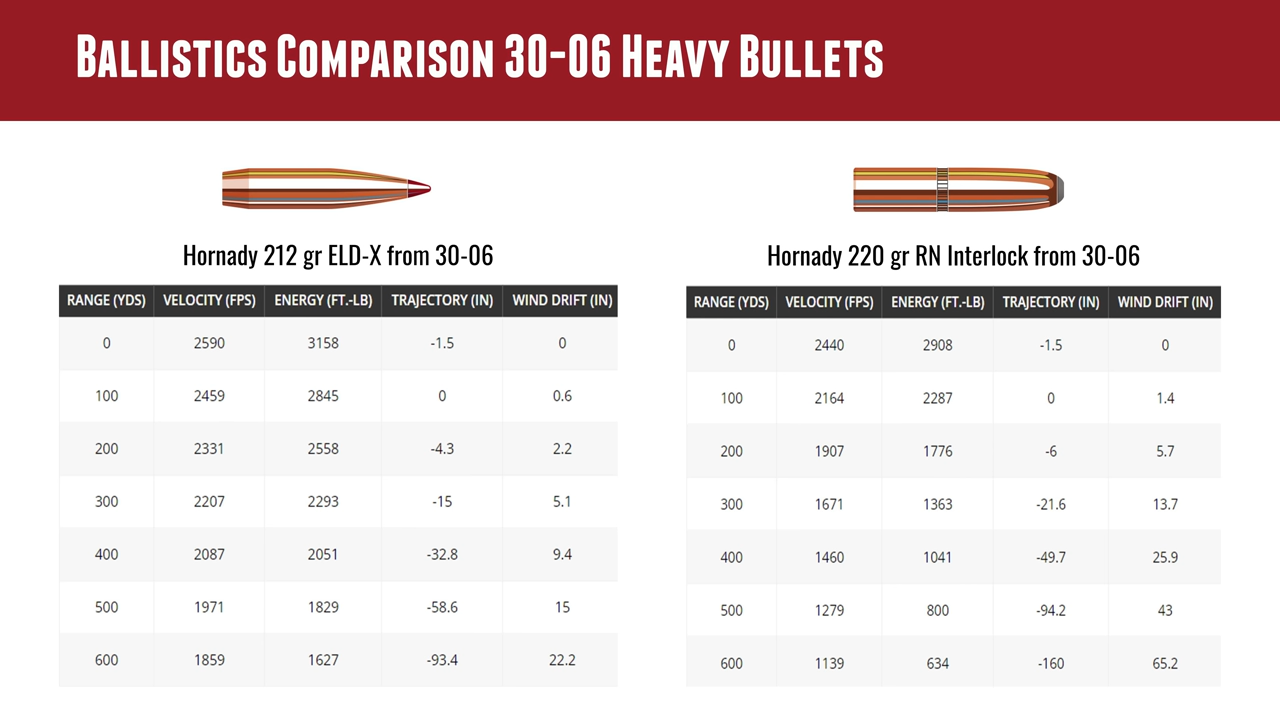 Ballistics Comparison 30-06 Heavy Bullets
Hornady 212 gr ELD-X from 30-06
RANGE (YDS) VELOCITY (FPS) ENERGY (FT.-LB) TRAJECTORY (IN) WIND DRIFT (IN)
0 2590 3158 -1.5 0
100 2459 2845 0 0.6
200 2331 2558 -4.3 2.2
300 2207 2293 -15 5.1
400 2087 2051 -32.8 9.4
500 1971 1829 -58.6 15
600 1859 1627 -93.4 22.2
Hornady 220 gr RN Interlock from 30-06
RANGE (YDS) VELOCITY (FPS) ENERGY (FT.-LB) TRAJECTORY (IN) WIND DRIFT (IN)
0 2440 2908 -1.5 0
100 2164 2287 0 1.4
200 1907 1776 -6 5.7
300 1671 1363 -21.6 13.7
400 1460 1041 -49.7 25.9
500 1279 800 -94.2 43
600 1139 634 -160 65.2